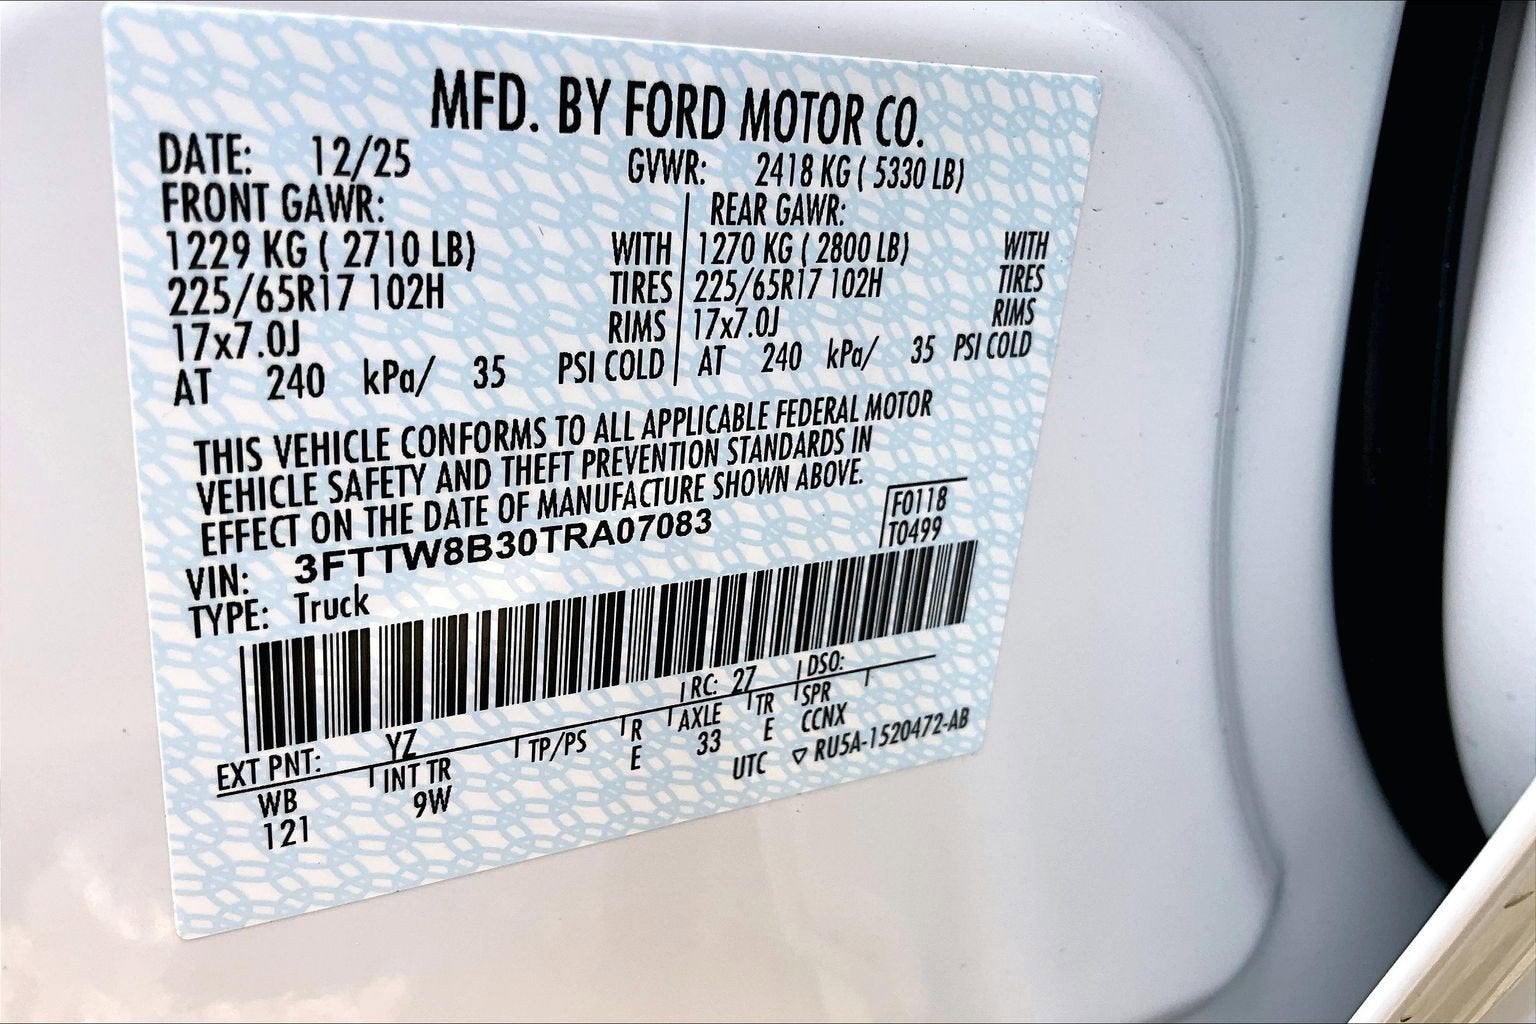 MFD. BY FORD MOTOR CO.
DATE: 12/25 GVWR: 2418 KG ( 5330 LB)
FRONT GAWR: REAR GAWR:
1229 KG ( 2710 LB) WITH 1270 KG ( 2800 LB) WITH
225/65R17 102H TIRES 225/65R17 102H TIRES
17x7.0J RIMS 17x7.0J RIMS
AT 240 kPa/ 35 PSI COLD AT 240 kPa/ 35 PSI COLD
THIS VEHICLE CONFORMS TO ALL APPLICABLE FEDERAL MOTOR
VEHICLE SAFETY AND THEFT PREVENTION STANDARDS IN
EFFECT ON THE DATE OF MANUFACTURE SHOWN ABOVE.
F0118
VIN: 3FTTW8B30TRA07083 T0499
TYPE: Truck
EXT PNT: YZ RC: 27 DSO:
WB INT TR TP/PS R AXLE TR SPR
121 9W E 33 E CCNX
UTC ▽ RU5A-1520472-AB